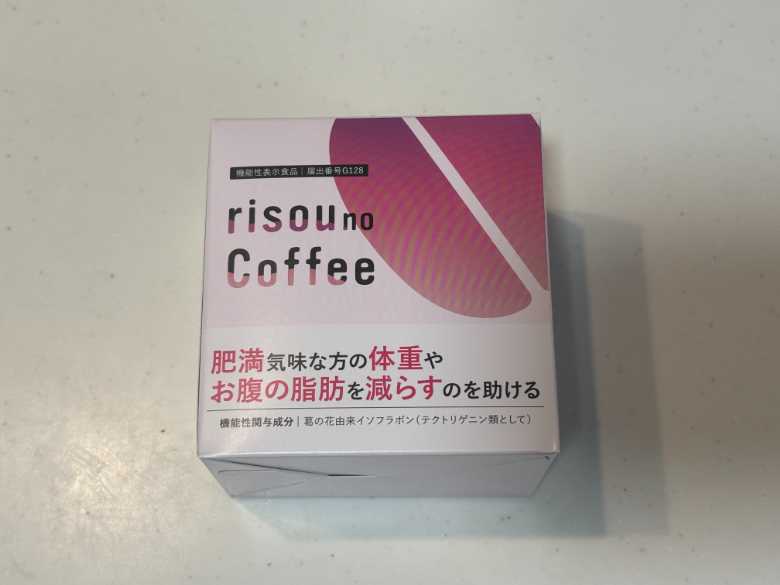 機能性表示食品｜届出番号G128
risou no
Coffee
肥満気味な方の体重や
お腹の脂肪を減らすのを助ける
機能性関与成分｜葛の花由来イソフラボン（テクトリゲニン類として）